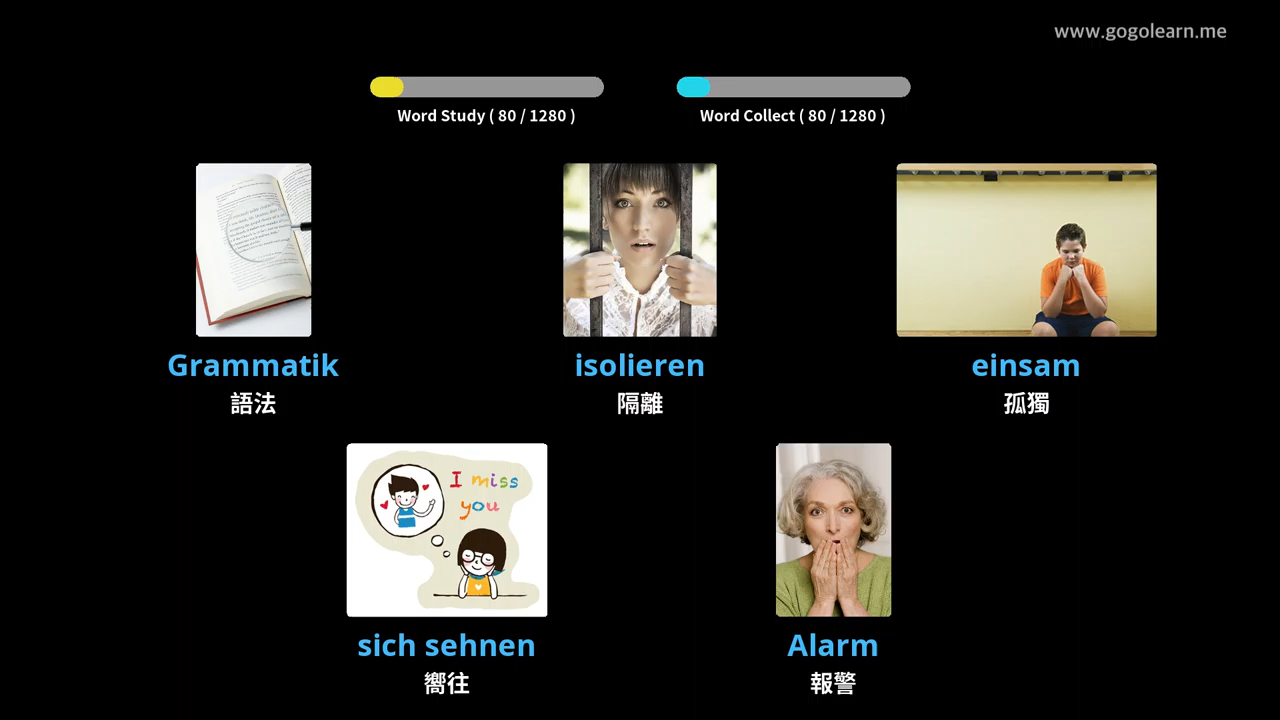 www.gogolearn.me
Word Study ( 80 / 1280 )
Word Collect ( 80 / 1280 )
Grammatik
語法
isolieren
隔離
einsam
孤獨
I miss
you
sich sehnen
嚮往
Alarm
報警